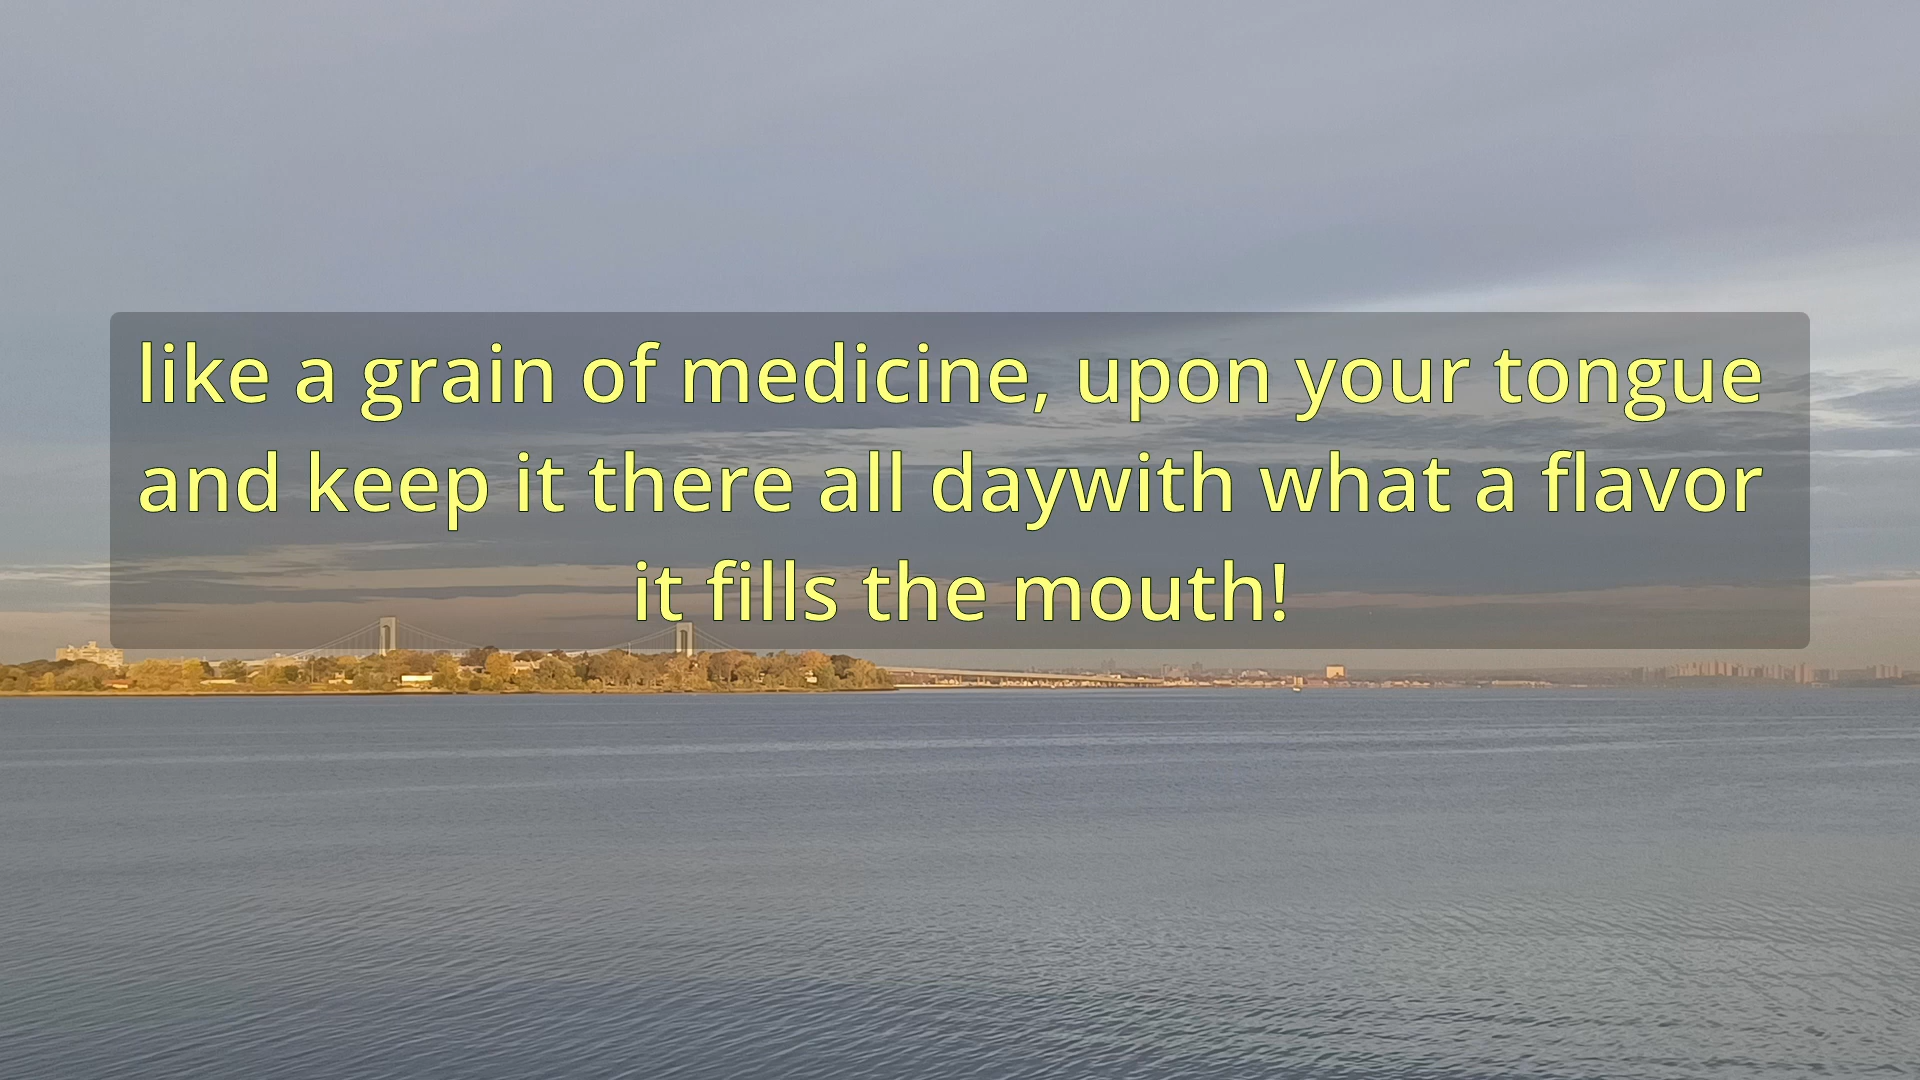 like a grain of medicine, upon your tongue
and keep it there all daywith what a flavor
it fills the mouth!